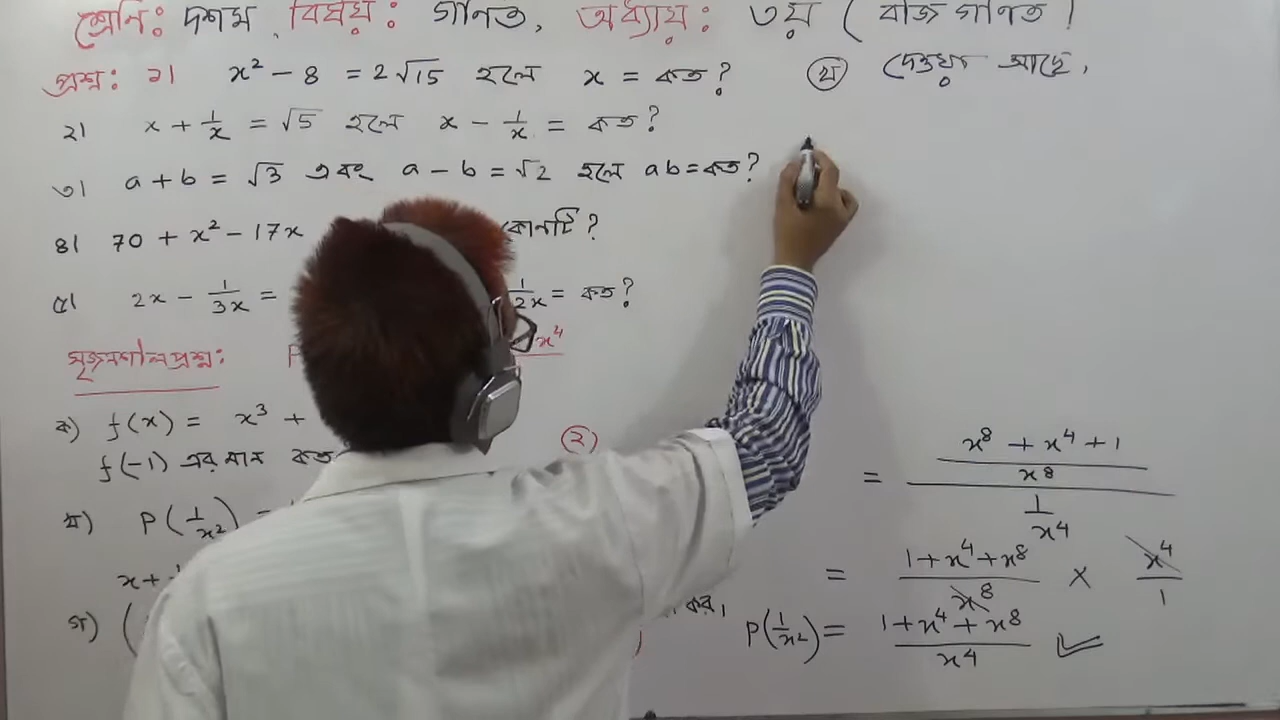 শ্রেনি: দশম, বিষয়: গণিত, অধ্যায়: ৩য় ( বীজ গণিত )
প্রশ্ন: ১। x² - 8 = 2√15 হলে x = কত?
২। x + 1/x = √5 হলে x - 1/x = কত?
৩। a + b = √3 এবং a - b = √2 হলে ab = কত?
৪। 70 + x² - 17x কোনটি?
৫। 2x - 1/3x = 1/2x = কত?
সৃজনশীল প্রশ্ন: P x⁴
ক) f(x) = x³ +
f(-1) এর মান কত
২
P(1/x²) =
x +
গ) ( কর,
দেওয়া আছে,
= ((x⁸ + x⁴ + 1)/x⁸)/(1/x⁴)
= (1 + x⁴ + x⁸)/x⁸ × x⁴/1
P(1/x²) = (1 + x⁴ + x⁸)/x⁴